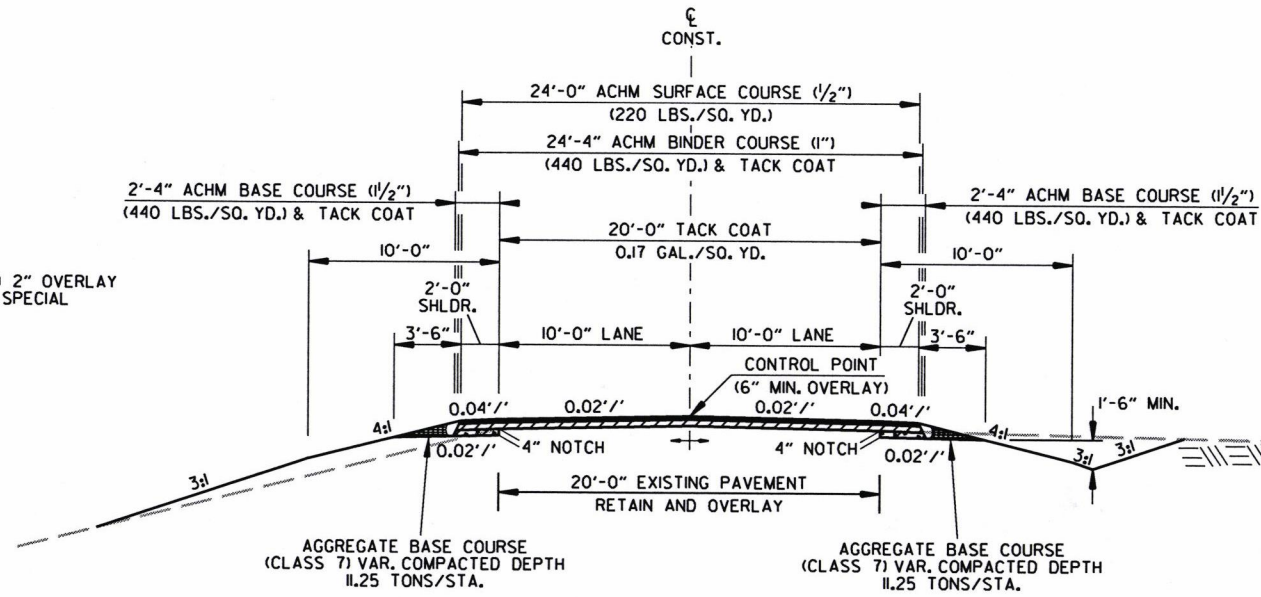 ℄
CONST.
24'-0" ACHM SURFACE COURSE (1/2")
(220 LBS./SQ. YD.)
24'-4" ACHM BINDER COURSE (1")
(440 LBS./SQ. YD.) & TACK COAT
2'-4" ACHM BASE COURSE (1 1/2")
(440 LBS./SQ. YD.) & TACK COAT
2'-4" ACHM BASE COURSE (1 1/2")
(440 LBS./SQ. YD.) & TACK COAT
20'-0" TACK COAT
0.17 GAL./SQ. YD.
10'-0"
10'-0"
2" OVERLAY
SPECIAL
2'-0"
SHLDR.
2'-0"
SHLDR.
3'-6"
10'-0" LANE
10'-0" LANE
3'-6"
CONTROL POINT
(6" MIN. OVERLAY)
1'-6" MIN.
0.04'/'
0.02'/'
0.02'/'
0.04'/'
4:1
4:1
4" NOTCH
4" NOTCH
0.02'/'
0.02'/'
3:1
3:1
3:1
20'-0" EXISTING PAVEMENT
RETAIN AND OVERLAY
AGGREGATE BASE COURSE
(CLASS 7) VAR. COMPACTED DEPTH
11.25 TONS/STA.
AGGREGATE BASE COURSE
(CLASS 7) VAR. COMPACTED DEPTH
11.25 TONS/STA.